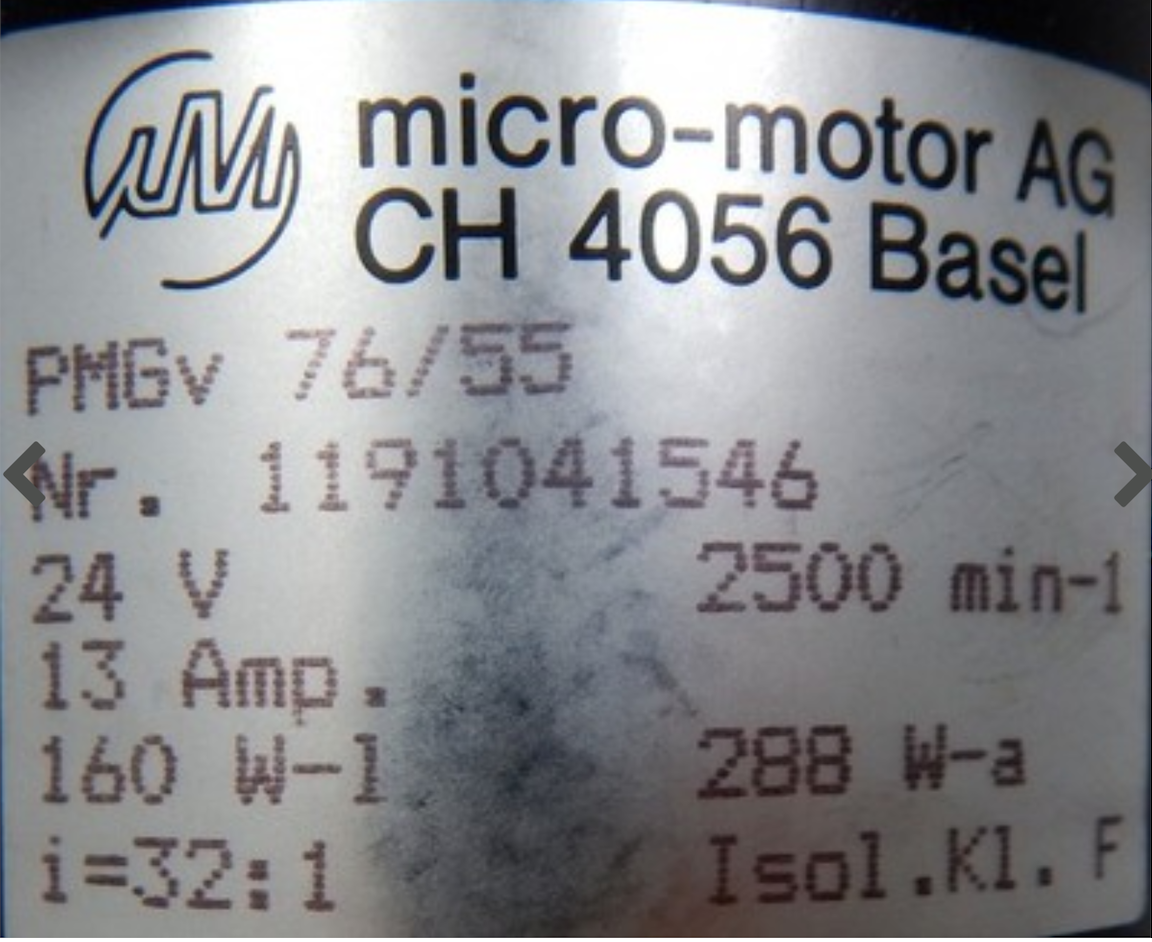 µM micro-motor AG
CH 4056 Basel
PMGv 76/55
Nr. 1191041546
24 V 2500 min-1
13 Amp.
160 W-1 288 W-a
i=32:1 Isol.Kl. F